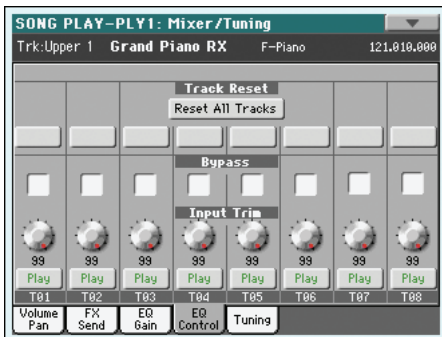 SONG PLAY-PLY1: Mixer/Tuning
Trk:Upper 1 Grand Piano RX F-Piano 121.010.000
Track Reset
Reset All Tracks
Bypass
Input Trim
99 99 99 99 99 99 99 99
Play Play Play Play Play Play Play Play
T01 T02 T03 T04 T05 T06 T07 T08
Volume Pan FX Send EQ Gain EQ Control Tuning